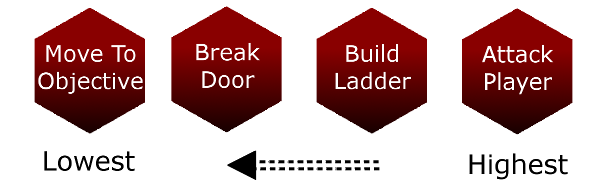 Move To
Objective
Break
Door
Build
Ladder
Attack
Player
Lowest
Highest